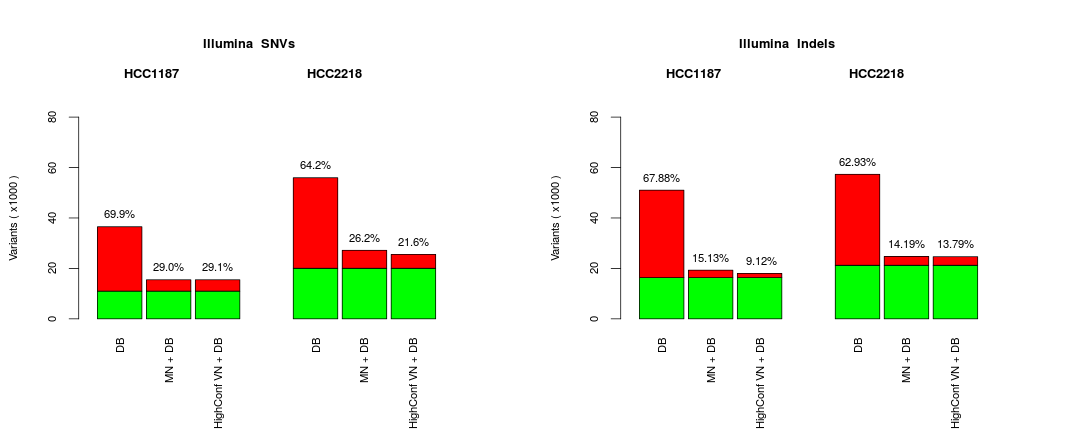 Illumina SNVs
HCC1187 HCC2218
Variants ( x1000 )
0 20 40 60 80
69.9% 29.0% 29.1%
64.2% 26.2% 21.6%
DB MN + DB HighConf VN + DB
DB MN + DB HighConf VN + DB
Illumina Indels
HCC1187 HCC2218
Variants ( x1000 )
0 20 40 60 80
67.88% 15.13% 9.12%
62.93% 14.19% 13.79%
DB MN + DB HighConf VN + DB
DB MN + DB HighConf VN + DB